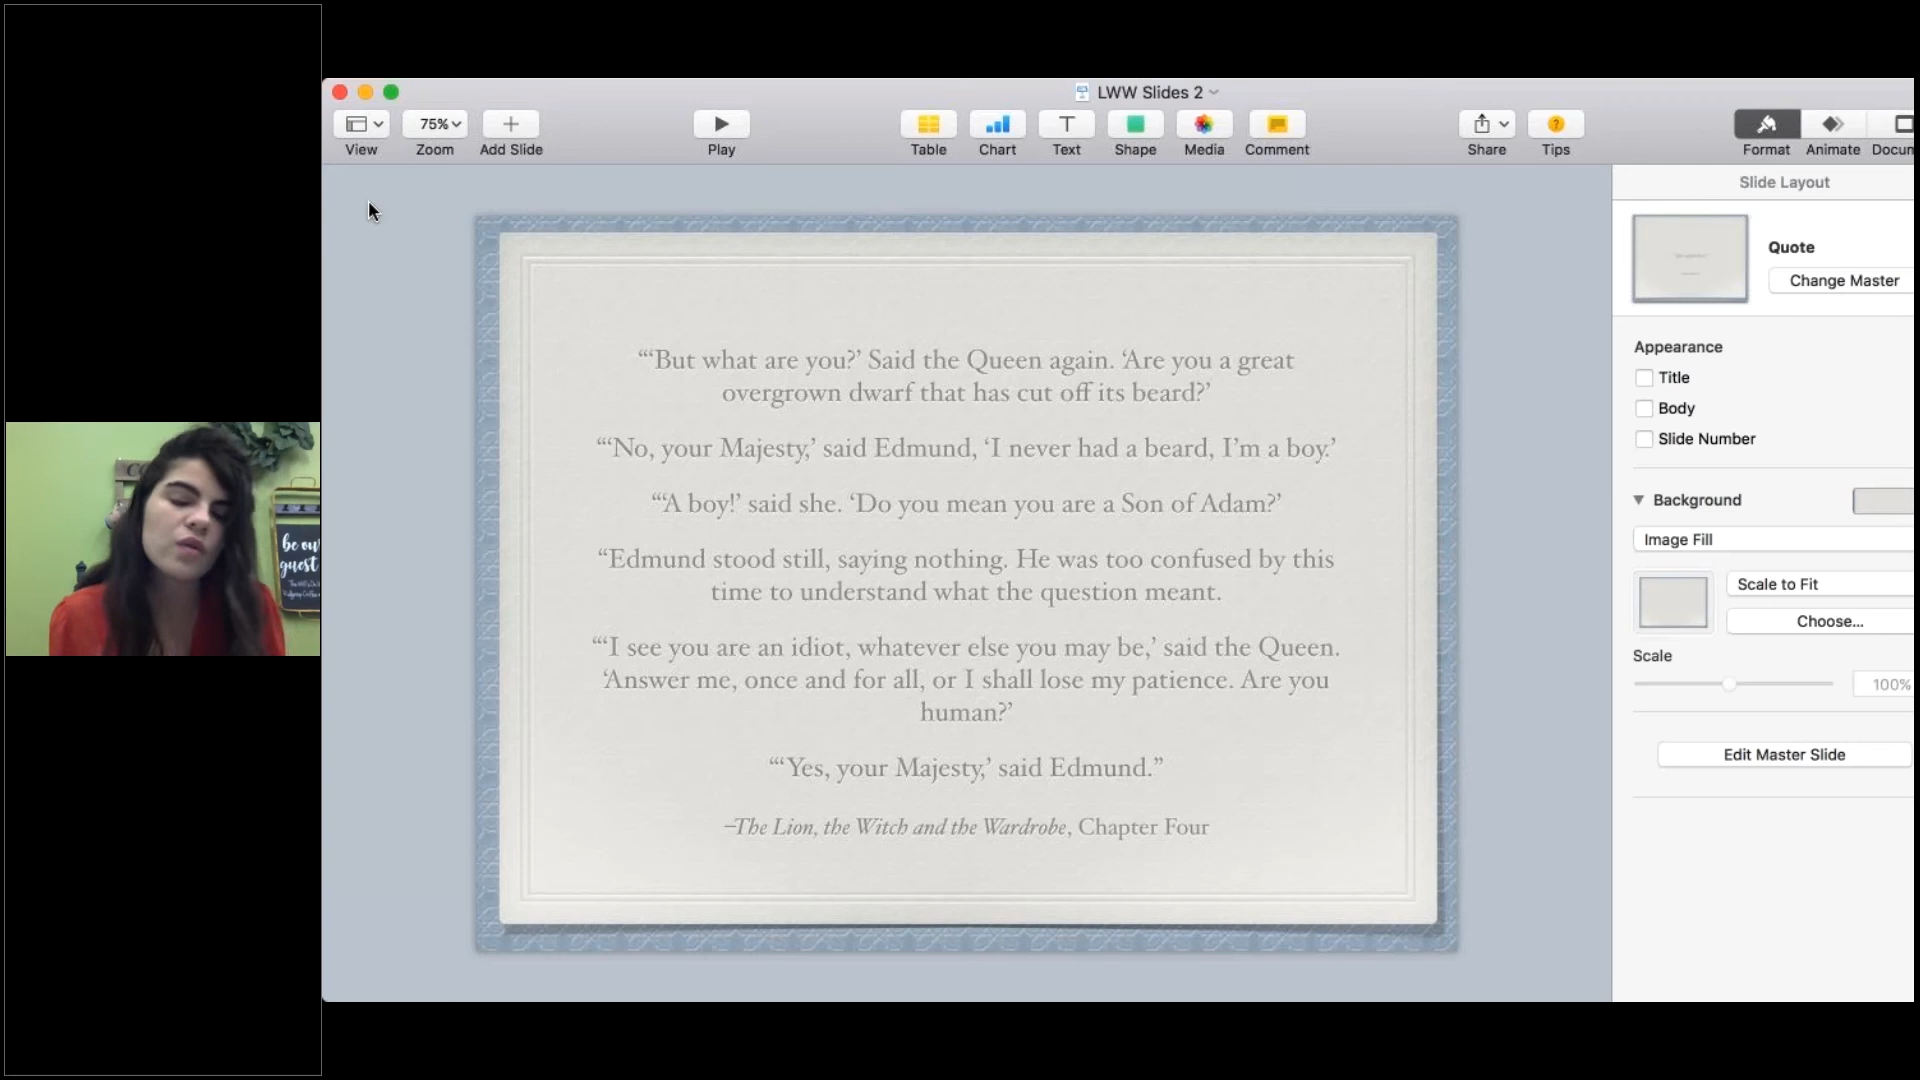 LWW Slides 2
View
75%
Zoom
Add Slide
Play
Table
Chart
Text
Shape
Media
Comment
Share
Tips
Format
Animate
Docum
Slide Layout
Quote
Change Master
Appearance
Title
Body
Slide Number
Background
Image Fill
Scale to Fit
Choose...
Scale
100%
Edit Master Slide
“‘But what are you?’ Said the Queen again. ‘Are you a great
overgrown dwarf that has cut off its beard?’
“‘No, your Majesty,’ said Edmund, ‘I never had a beard, I’m a boy.’
“‘A boy!’ said she. ‘Do you mean you are a Son of Adam?’
“Edmund stood still, saying nothing. He was too confused by this
time to understand what the question meant.
“‘I see you are an idiot, whatever else you may be,’ said the Queen.
‘Answer me, once and for all, or I shall lose my patience. Are you
human?’
“‘Yes, your Majesty,’ said Edmund.”
–The Lion, the Witch and the Wardrobe, Chapter Four
be our
guest